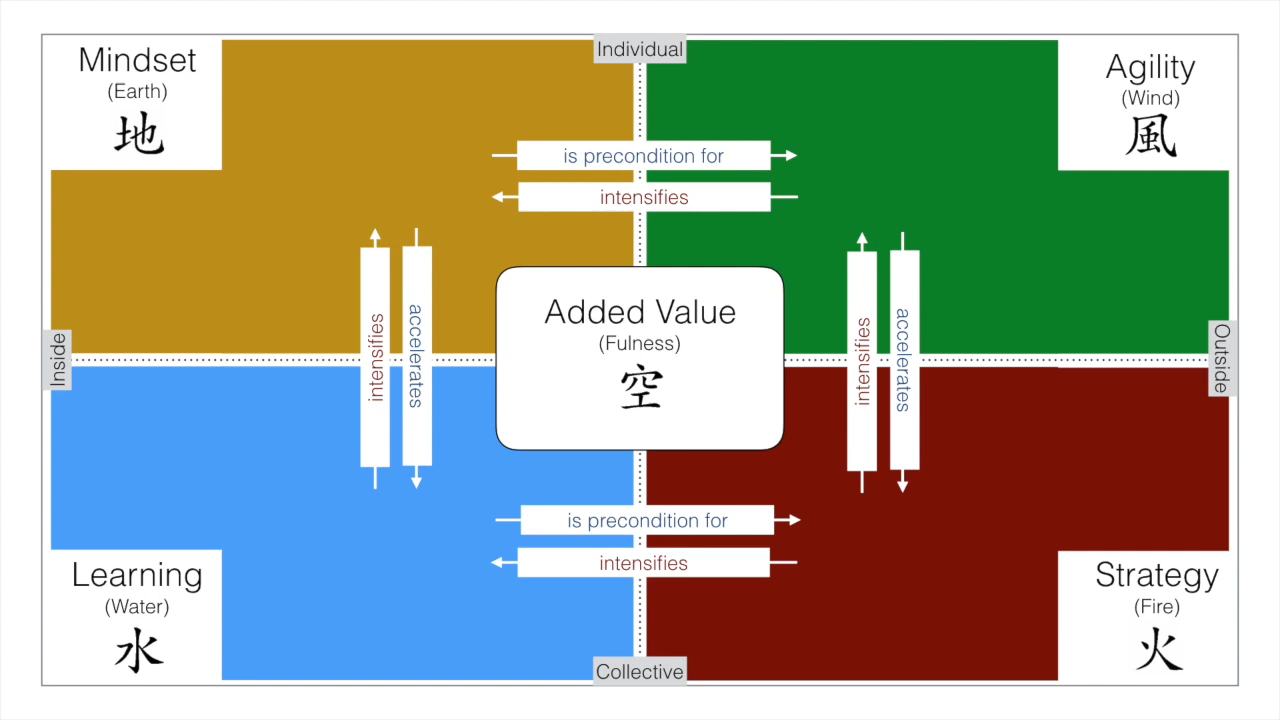 Individual
Mindset
(Earth)
地
Agility
(Wind)
風
is precondition for
intensifies
intensifies
accelerates
intensifies
accelerates
Added Value
(Fulness)
空
Inside
Outside
is precondition for
intensifies
Learning
(Water)
水
Strategy
(Fire)
火
Collective